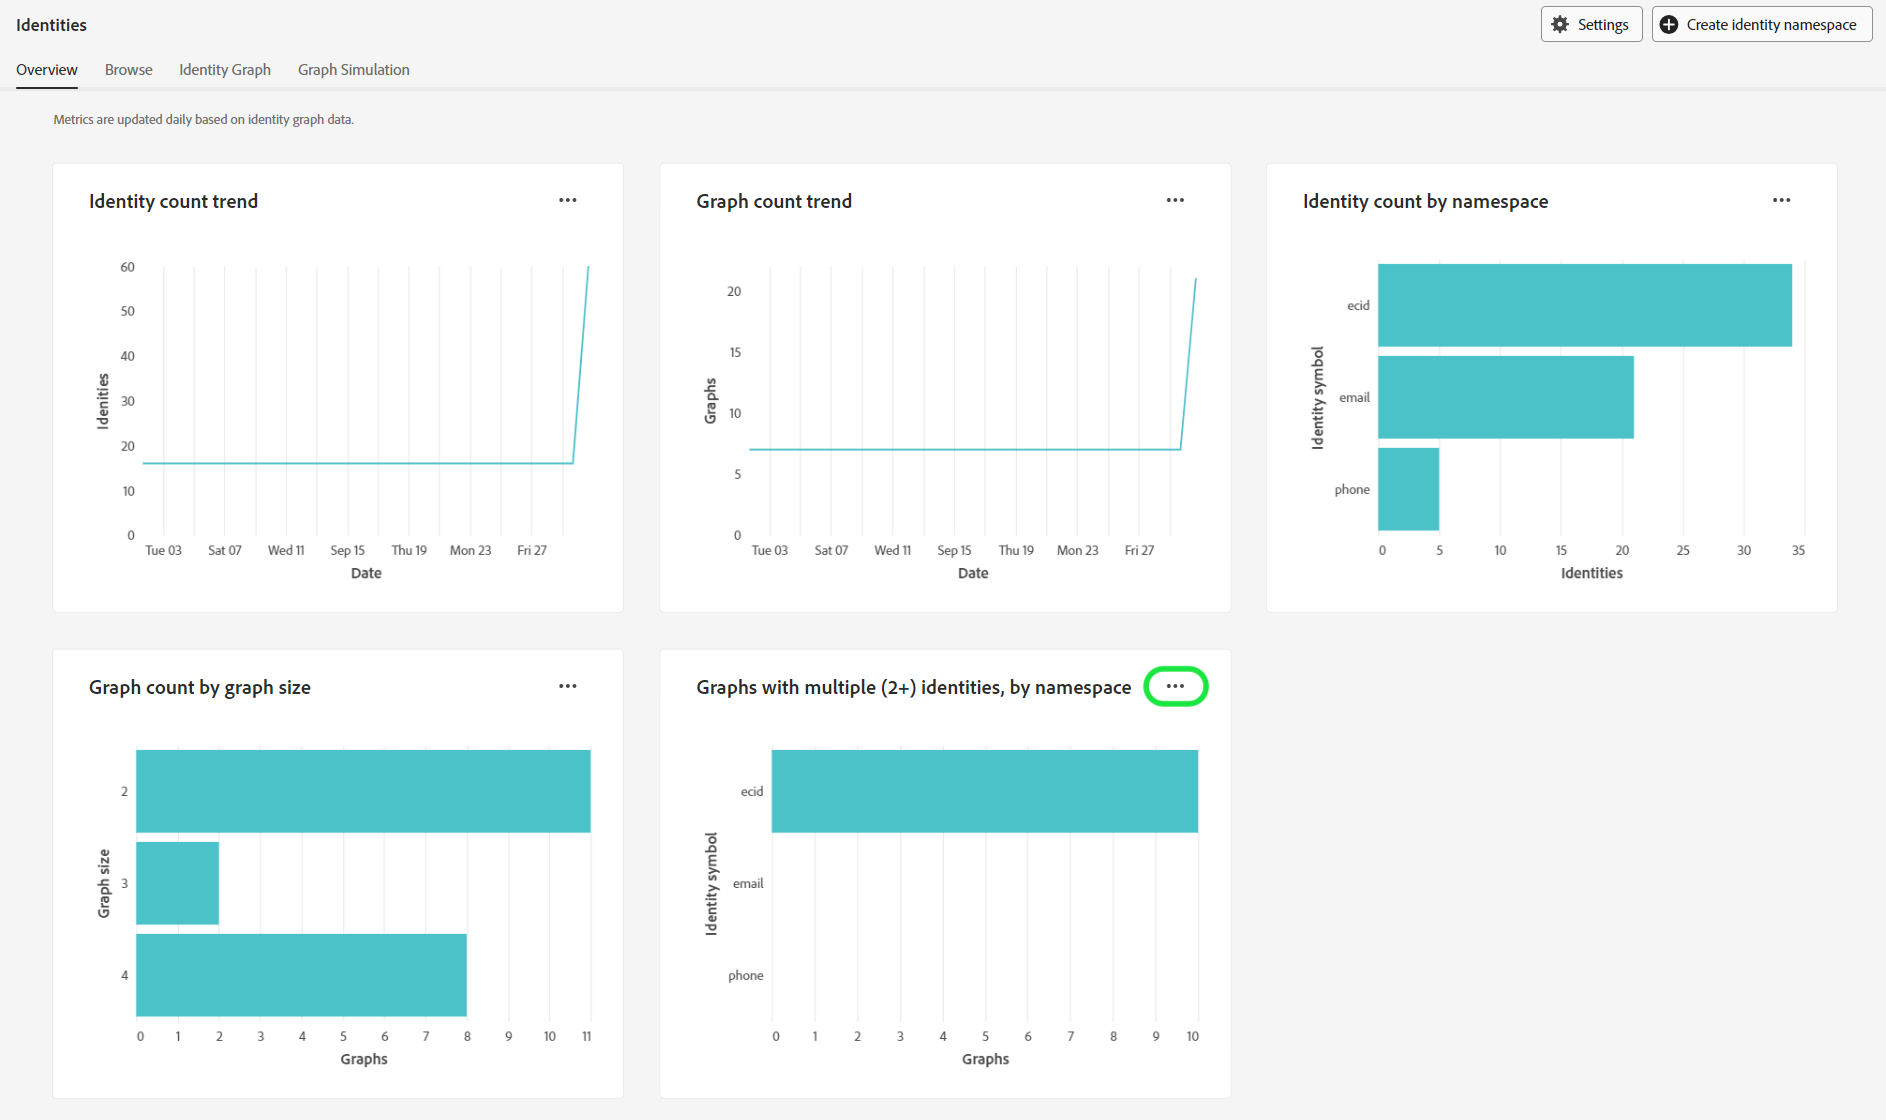 Identities
Settings
Create identity namespace
Overview Browse Identity Graph Graph Simulation
Metrics are updated daily based on identity graph data.
Identity count trend
60
50
40
30
20
10
0
Idenities
Tue 03 Sat 07 Wed 11 Sep 15 Thu 19 Mon 23 Fri 27
Date
Graph count trend
20
15
10
5
0
Graphs
Tue 03 Sat 07 Wed 11 Sep 15 Thu 19 Mon 23 Fri 27
Date
Identity count by namespace
ecid
email
phone
Identity symbol
0 5 10 15 20 25 30 35
Identities
Graph count by graph size
2
3
4
Graph size
0 1 2 3 4 5 6 7 8 9 10 11
Graphs
Graphs with multiple (2+) identities, by namespace
ecid
email
phone
Identity symbol
0 1 2 3 4 5 6 7 8 9 10
Graphs